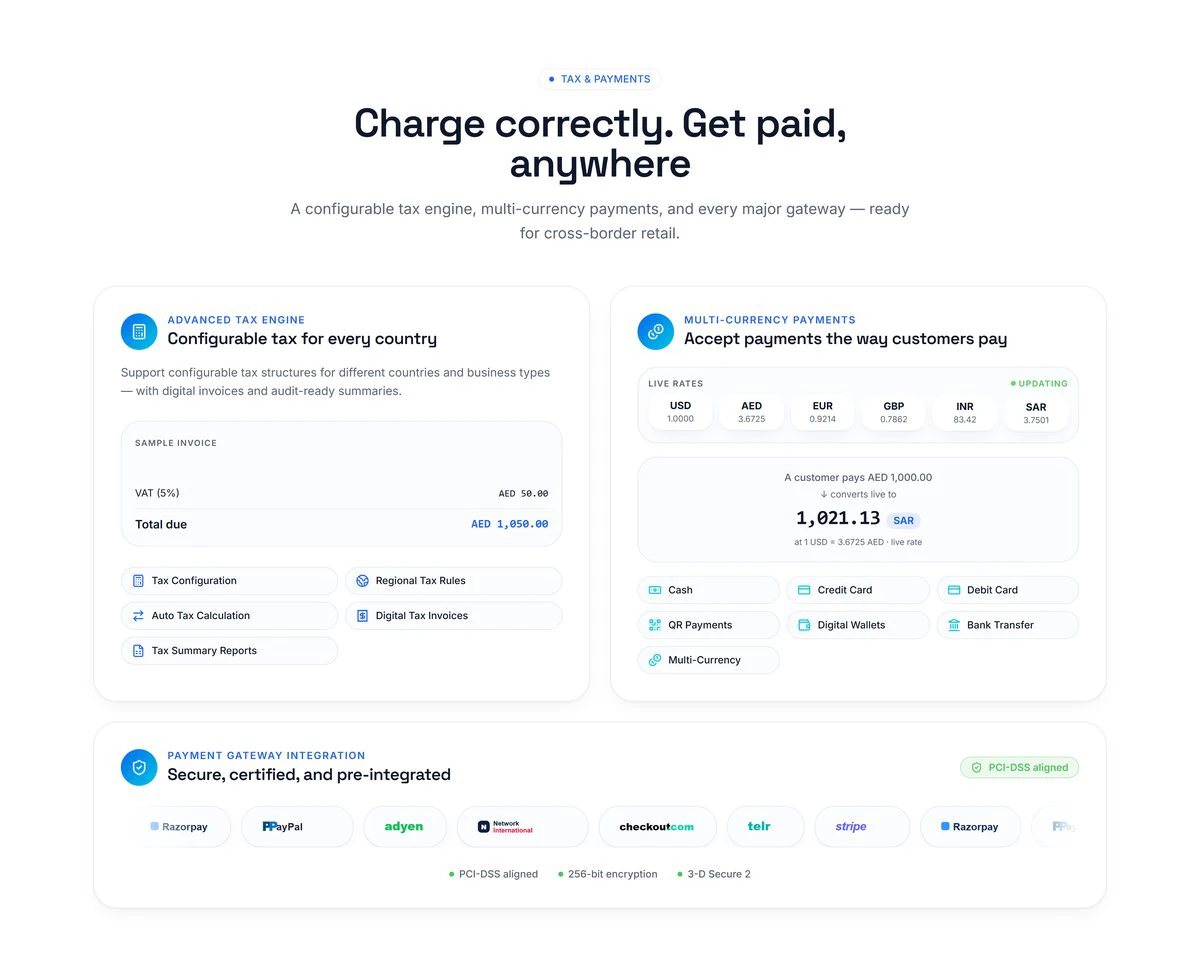 TAX & PAYMENTS
Charge correctly. Get paid,
anywhere
A configurable tax engine, multi-currency payments, and every major gateway — ready
for cross-border retail.
ADVANCED TAX ENGINE
Configurable tax for every country
Support configurable tax structures for different countries and business types
— with digital invoices and audit-ready summaries.
SAMPLE INVOICE
VAT (5%) AED 50.00
Total due AED 1,050.00
Tax Configuration
Regional Tax Rules
Auto Tax Calculation
Digital Tax Invoices
Tax Summary Reports
MULTI-CURRENCY PAYMENTS
Accept payments the way customers pay
LIVE RATES
UPDATING
USD AED EUR GBP INR SAR
1.0000 3.6725 0.9214 0.7862 83.42 3.7501
A customer pays AED 1,000.00
↓ converts live to
1,021.13 SAR
at 1 USD = 3.6725 AED · live rate
Cash
Credit Card
Debit Card
QR Payments
Digital Wallets
Bank Transfer
Multi-Currency
PAYMENT GATEWAY INTEGRATION
Secure, certified, and pre-integrated
PCI-DSS aligned
Razorpay
PayPal
adyen
N Network
International
checkout.com
telr
stripe
Razorpay
PPay
PCI-DSS aligned
256-bit encryption
3-D Secure 2